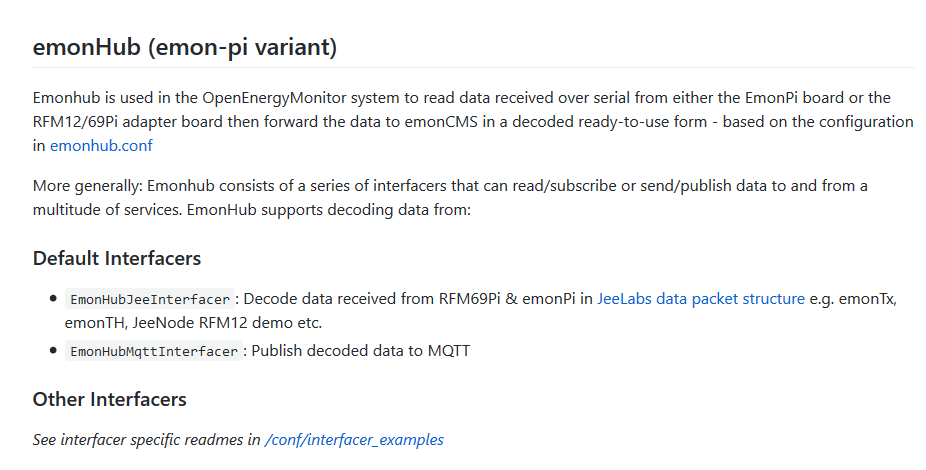 emonHub (emon-pi variant)
Emonhub is used in the OpenEnergyMonitor system to read data received over serial from either the EmonPi board or the
RFM12/69Pi adapter board then forward the data to emonCMS in a decoded ready-to-use form - based on the configuration
in emonhub.conf
More generally: Emonhub consists of a series of interfacers that can read/subscribe or send/publish data to and from a
multitude of services. EmonHub supports decoding data from:
Default Interfacers
• EmonHubJeeInterfacer : Decode data received from RFM69Pi & emonPi in JeeLabs data packet structure e.g. emonTx,
emonTH, JeeNode RFM12 demo etc.
• EmonHubMqttInterfacer : Publish decoded data to MQTT
Other Interfacers
See interfacer specific readmes in /conf/interfacer_examples